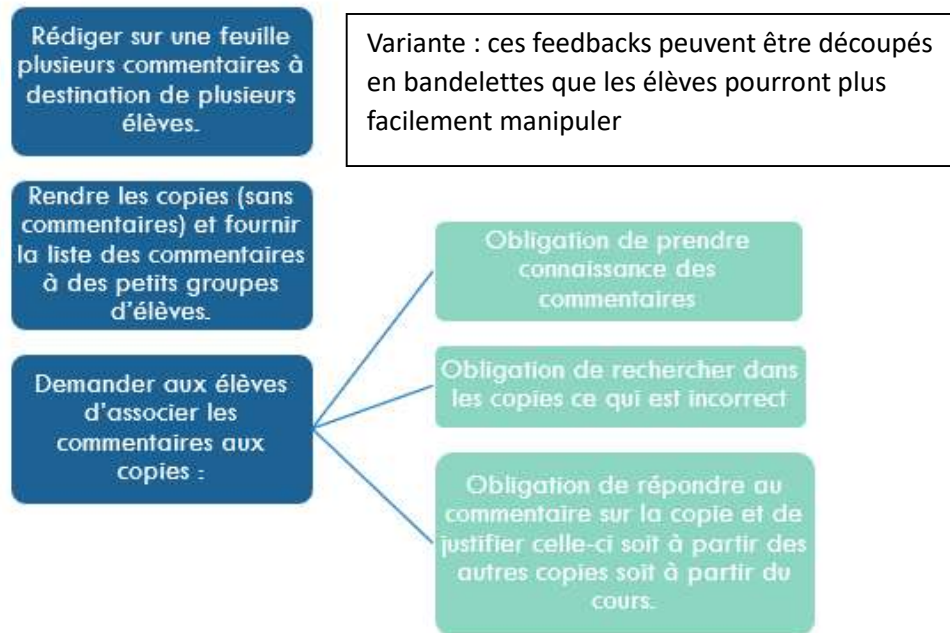 Rédiger sur une feuille
plusieurs commentaires à
destination de plusieurs
élèves.
Variante : ces feedbacks peuvent être découpés
en bandelettes que les élèves pourront plus
facilement manipuler
Rendre les copies (sans
commentaires) et fournir
la liste des commentaires
à des petits groupes
d'élèves.
Demander aux élèves
d'associer les
commentaires aux
copies :
Obligation de prendre
connaissance des
commentaires
Obligation de rechercher dans
les copies ce qui est incorrect
Obligation de répondre au
commentaire sur la copie et de
justifier celle-ci soit à partir des
autres copies soit à partir du
cours.